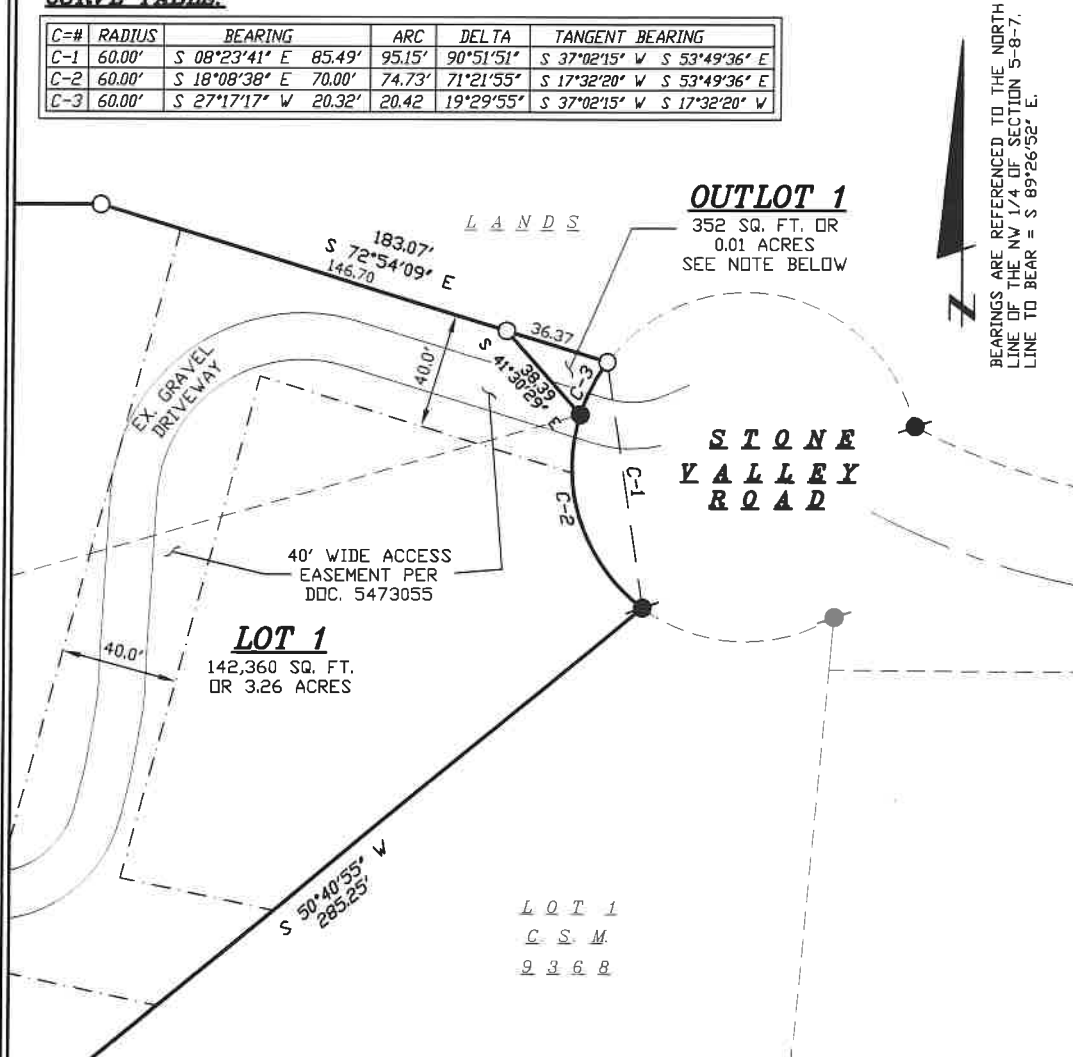 CURVE TABLE:
C=# RADIUS BEARING ARC DELTA TANGENT BEARING
C-1 60.00' S 08°23'41" E 85.49' 95.15' 90°51'51" S 37°02'15" W S 53°49'36" E
C-2 60.00' S 18°08'38" E 70.00' 74.73' 71°21'55" S 17°32'20" W S 53°49'36" E
C-3 60.00' S 27°17'17" W 20.32' 20.42 19°29'55" S 37°02'15" W S 17°32'20" W
BEARINGS ARE REFERENCED TO THE NORTH
LINE OF THE NW 1/4 OF SECTION 5-8-7.
LINE TO BEAR = S 89°26'52" E.
Z
OUTLOT 1
352 SQ. FT. OR
0.01 ACRES
SEE NOTE BELOW
LANDS
183.07'
S 72°54'09" E
146.70
36.37
40.0'
38.39
S 41°30'29" E
C-3
EX. GRAVEL
DRIVEWAY
C-1
C-2
STONE
VALLEY
ROAD
40' WIDE ACCESS
EASEMENT PER
DOC. 5473055
LOT 1
142,360 SQ. FT.
OR 3.26 ACRES
40.0'
S 50°40'55" W
285.25'
LOT 1
C.S.M.
9368